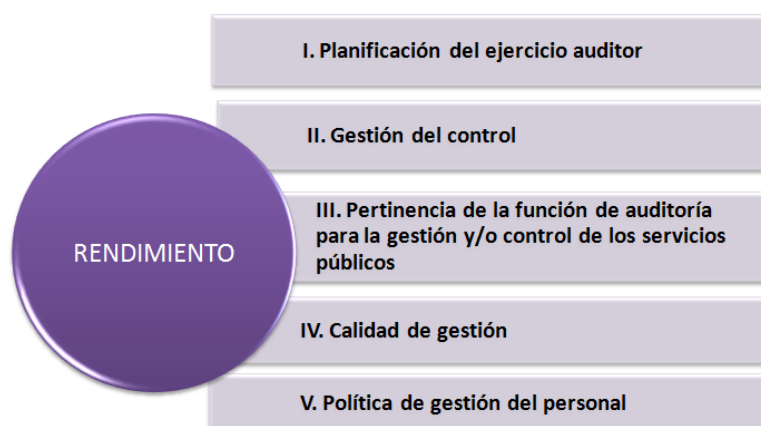 I. Planificación del ejercicio auditor
II. Gestión del control
III. Pertinencia de la función de auditoría
para la gestión y/o control de los servicios
públicos
RENDIMIENTO
IV. Calidad de gestión
V. Política de gestión del personal